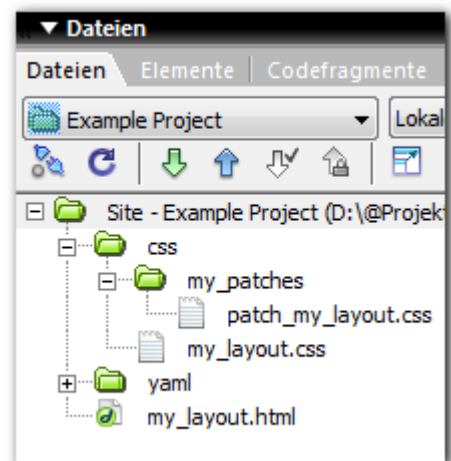 Dateien
Dateien Elemente Codefragmente
Example Project Lokal
Site - Example Project (D:\@Projekt
css
my_patches
patch_my_layout.css
my_layout.css
yaml
my_layout.html